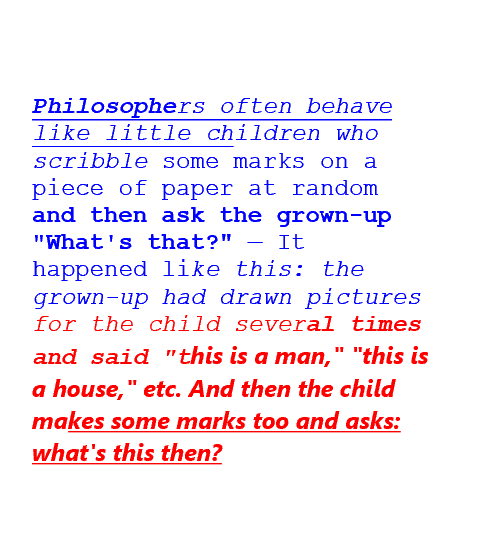 Philosophers often behave
like little children who
scribble some marks on a
piece of paper at random
and then ask the grown-up
"What's that?" — It
happened like this: the
grown-up had drawn pictures
for the child several times
and said "this is a man," "this is
a house," etc. And then the child
makes some marks too and asks:
what's this then?